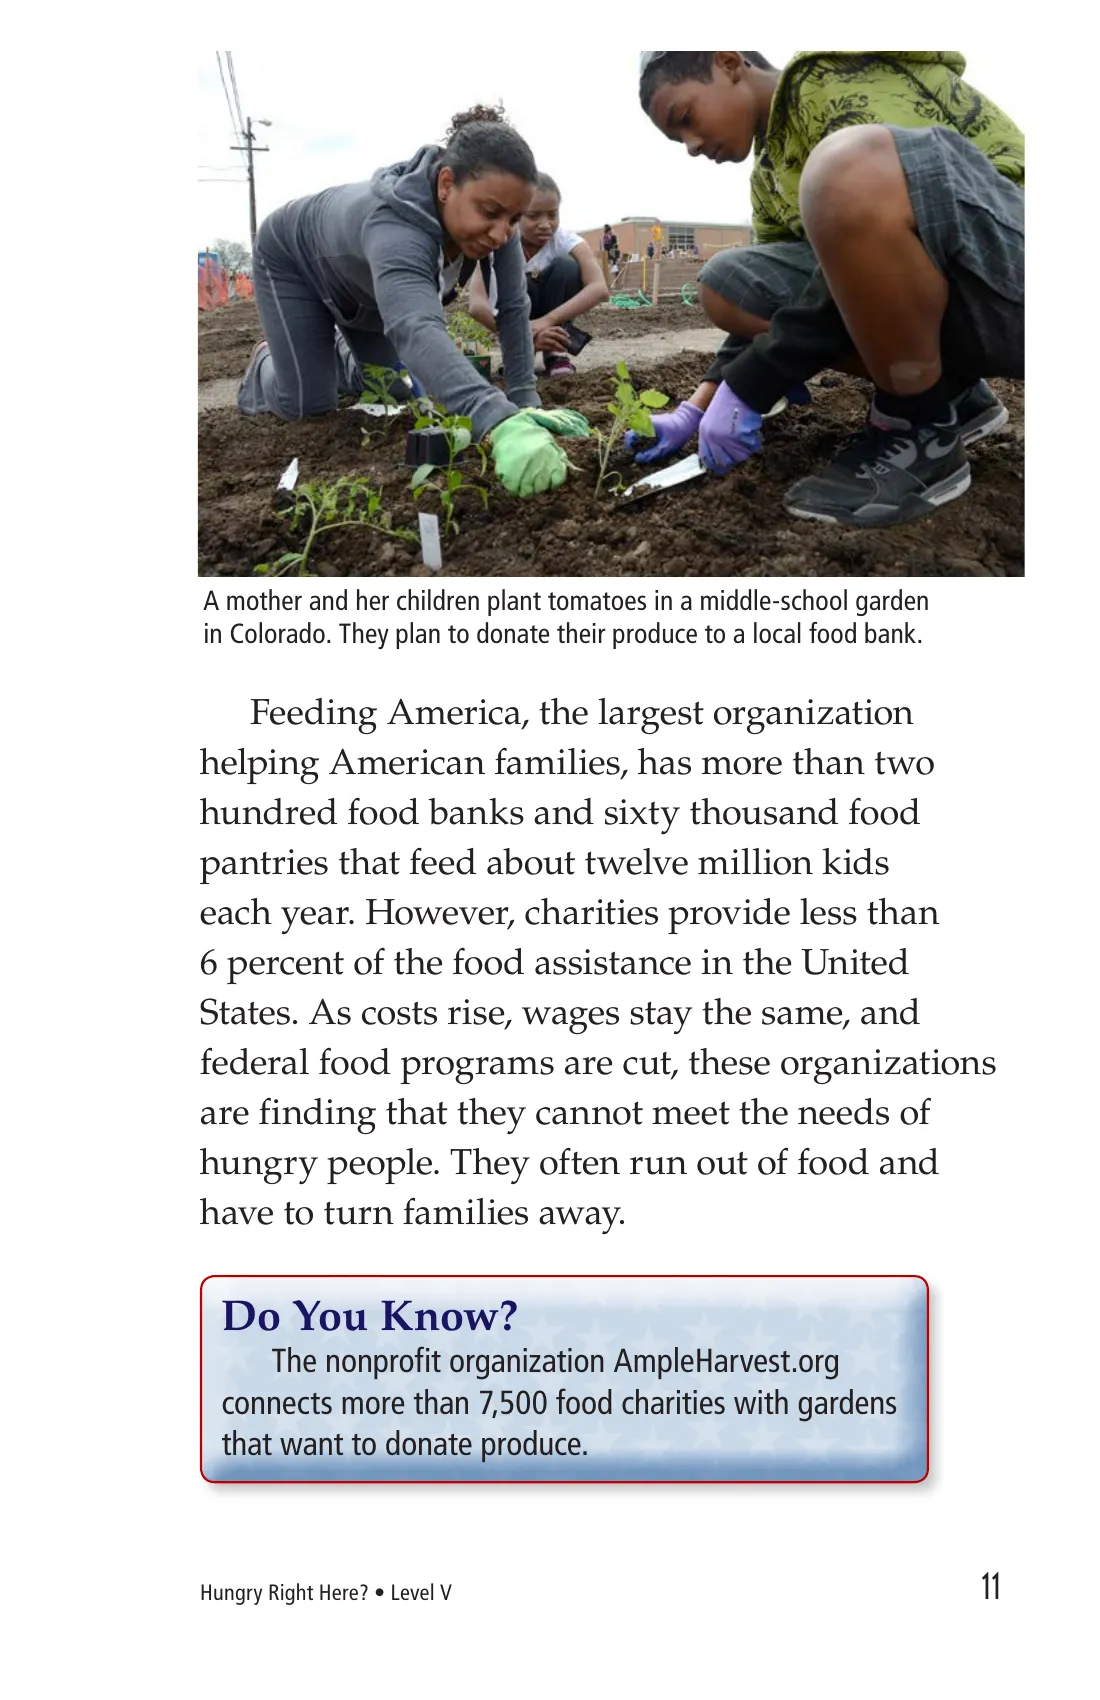 A mother and her children plant tomatoes in a middle-school garden
in Colorado. They plan to donate their produce to a local food bank.
Feeding America, the largest organization
helping American families, has more than two
hundred food banks and sixty thousand food
pantries that feed about twelve million kids
each year. However, charities provide less than
6 percent of the food assistance in the United
States. As costs rise, wages stay the same, and
federal food programs are cut, these organizations
are finding that they cannot meet the needs of
hungry people. They often run out of food and
have to turn families away.
Do You Know?
The nonprofit organization AmpleHarvest.org
connects more than 7,500 food charities with gardens
that want to donate produce.
Hungry Right Here? • Level V
11